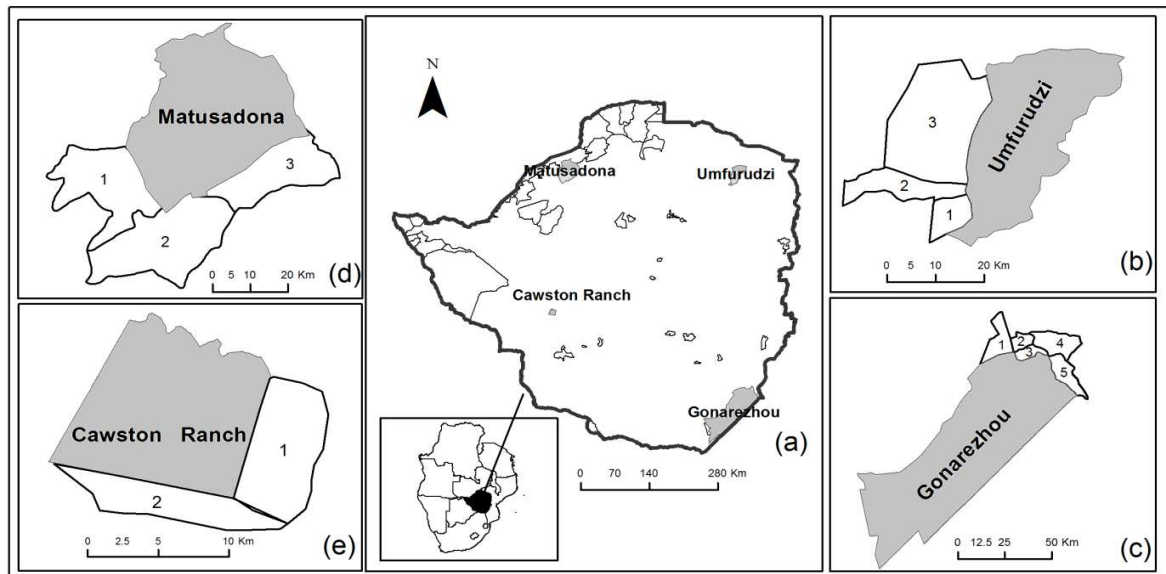 Matusadona
1
2
3
0 5 10 20 Km
(d)
N
Matusadona
Umfurudzi
Cawston Ranch
Gonarezhou
(a)
0 70 140 280 Km
3
2
1
Umfurudzi
0 5 10 20 Km
(b)
Cawston Ranch
1
2
0 2.5 5 10 Km
(e)
1
2
3
4
5
Gonarezhou
0 12.5 25 50 Km
(c)